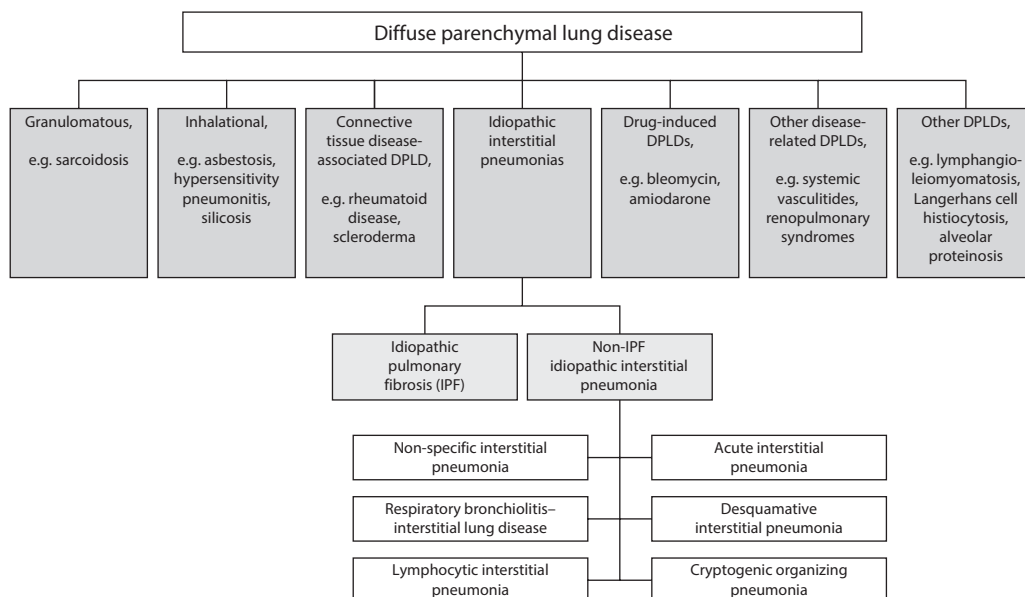 Diffuse parenchymal lung disease
Granulomatous,
e.g. sarcoidosis
Inhalational,
e.g. asbestosis,
hypersensitivity
pneumonitis,
silicosis
Connective
tissue disease-
associated DPLD,
e.g. rheumatoid
disease,
scleroderma
Idiopathic
interstitial
pneumonias
Drug-induced
DPLDs,
e.g. bleomycin,
amiodarone
Other disease-
related DPLDs,
e.g. systemic
vasculitides,
renopulmonary
syndromes
Other DPLDs,
e.g. lymphangio-
leiomyomatosis,
Langerhans cell
histiocytosis,
alveolar
proteinosis
Idiopathic
pulmonary
fibrosis (IPF)
Non-IPF
idiopathic interstitial
pneumonia
Non-specific interstitial
pneumonia
Acute interstitial
pneumonia
Respiratory bronchiolitis–
interstitial lung disease
Desquamative
interstitial pneumonia
Lymphocytic interstitial
pneumonia
Cryptogenic organizing
pneumonia